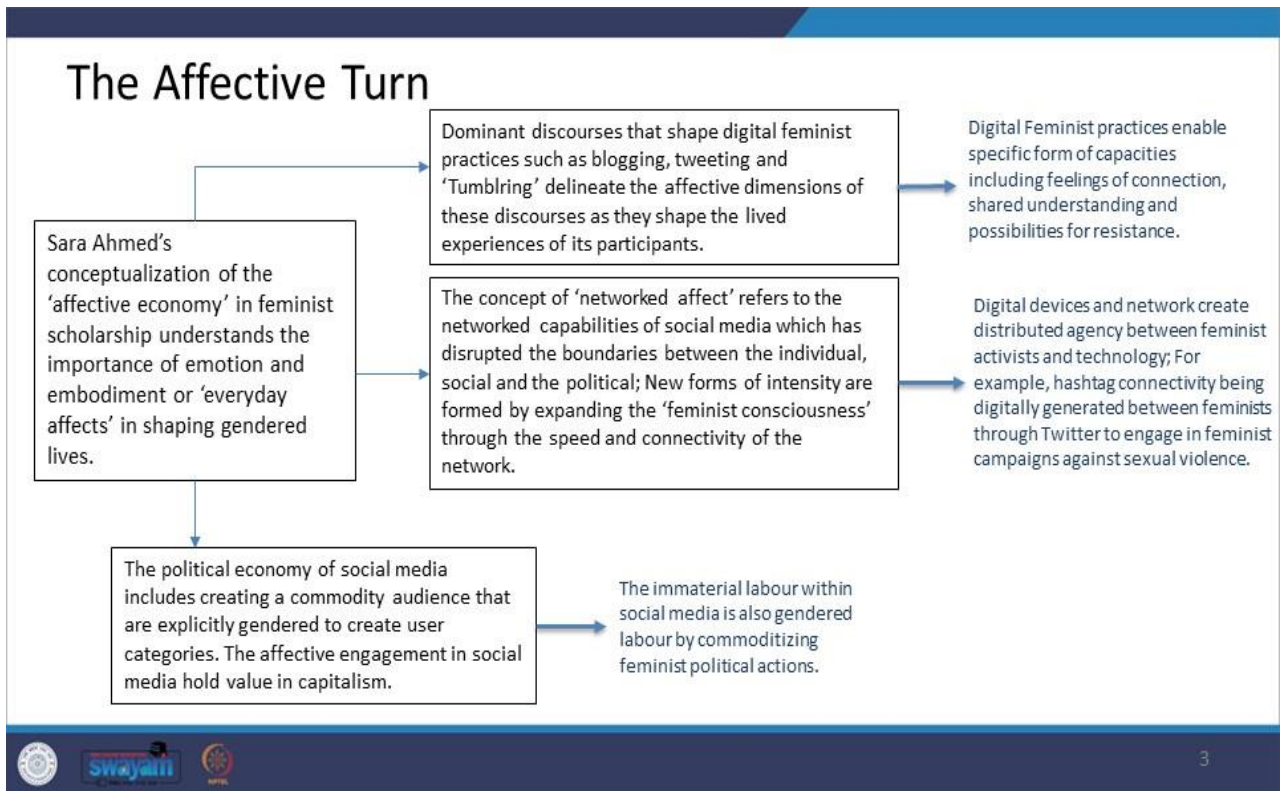 The Affective Turn
Dominant discourses that shape digital feminist
practices such as blogging, tweeting and
‘Tumblring’ delineate the affective dimensions of
these discourses as they shape the lived
experiences of its participants.
Digital Feminist practices enable
specific form of capacities
including feelings of connection,
shared understanding and
possibilities for resistance.
Sara Ahmed’s
conceptualization of the
‘affective economy’ in feminist
scholarship understands the
importance of emotion and
embodiment or ‘everyday
affects’ in shaping gendered
lives.
The concept of ‘networked affect’ refers to the
networked capabilities of social media which has
disrupted the boundaries between the individual,
social and the political; New forms of intensity are
formed by expanding the ‘feminist consciousness’
through the speed and connectivity of the
network.
Digital devices and network create
distributed agency between feminist
activists and technology; For
example, hashtag connectivity being
digitally generated between feminists
through Twitter to engage in feminist
campaigns against sexual violence.
The political economy of social media
includes creating a commodity audience that
are explicitly gendered to create user
categories. The affective engagement in social
media hold value in capitalism.
The immaterial labour within
social media is also gendered
labour by commoditizing
feminist political actions.
swayam
3